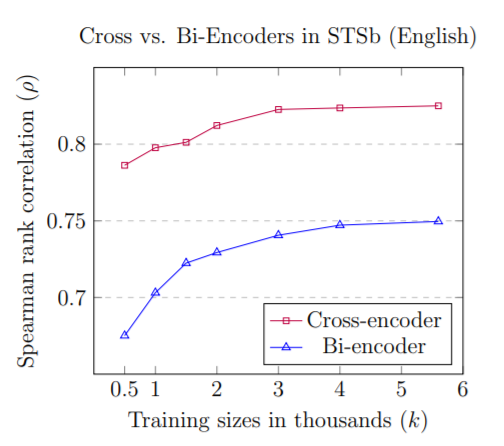 Cross vs. Bi-Encoders in STSb (English)
Spearman rank correlation (ρ)
0.8
0.75
0.7
Cross-encoder
Bi-encoder
0.5 1 2 3 4 5 6
Training sizes in thousands (k)